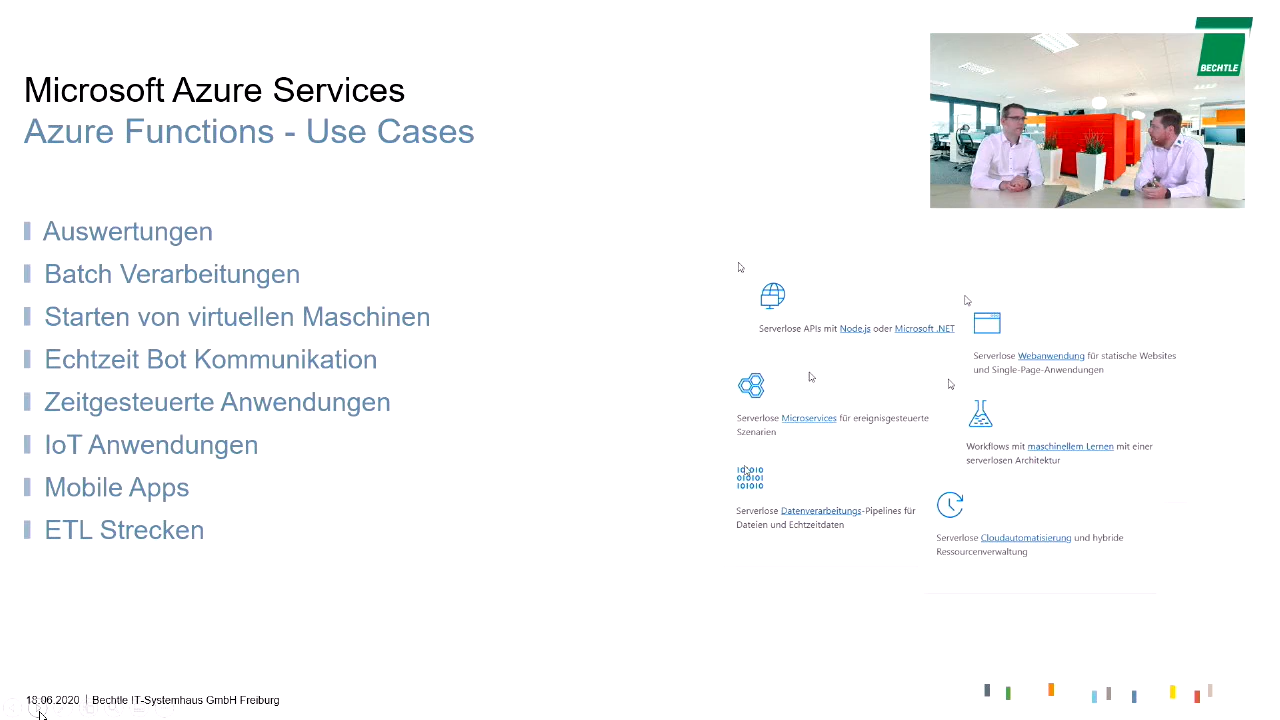 BECHTLE
Microsoft Azure Services
Azure Functions - Use Cases
Auswertungen
Batch Verarbeitungen
Starten von virtuellen Maschinen
Echtzeit Bot Kommunikation
Zeitgesteuerte Anwendungen
IoT Anwendungen
Mobile Apps
ETL Strecken
Serverlose APIs mit Node.js oder Microsoft .NET
Serverlose Webanwendung für statische Websites
und Single-Page-Anwendungen
Serverlose Microservices für ereignisgesteuerte
Szenarien
Workflows mit maschinellem Lernen mit einer
serverlosen Architektur
Serverlose Datenverarbeitungs-Pipelines für
Dateien und Echtzeitdaten
Serverlose Cloudautomatisierung und hybride
Ressourcenverwaltung
18.06.2020 | Bechtle IT-Systemhaus GmbH Freiburg